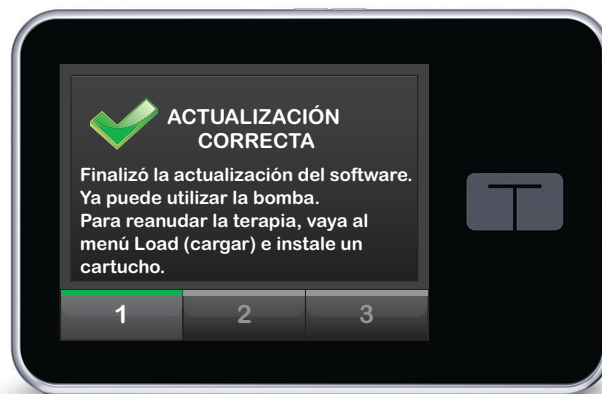 ACTUALIZACIÓN
CORRECTA
Finalizó la actualización del software.
Ya puede utilizar la bomba.
Para reanudar la terapia, vaya al
menú Load (cargar) e instale un
cartucho.
1 2 3